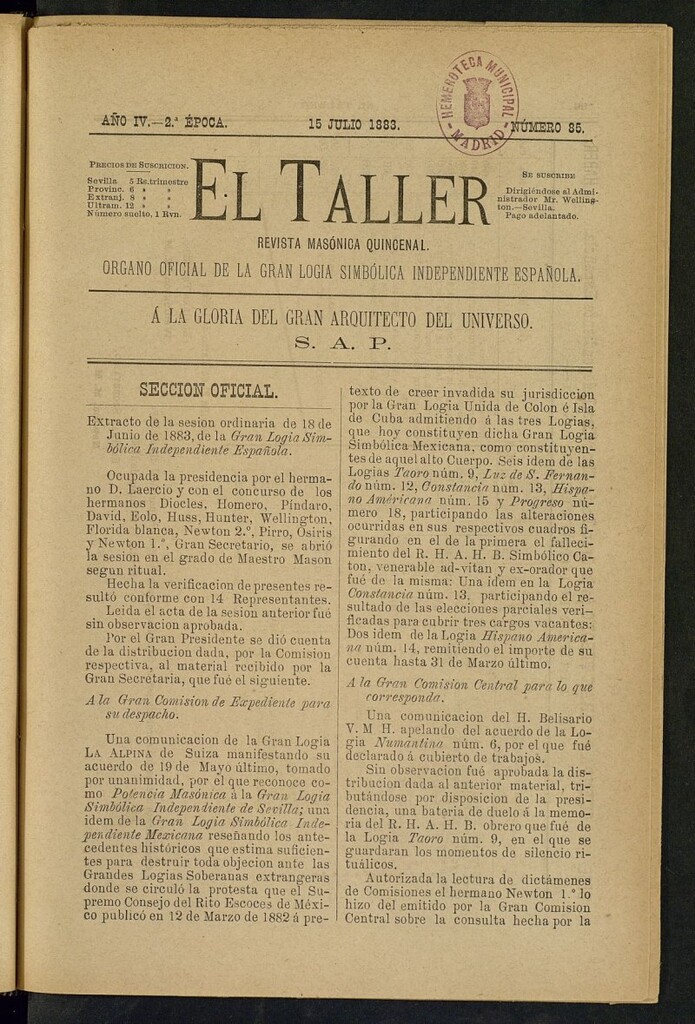 HEMEROTECA MUNICIPAL
MADRID
AÑO IV.—2.ª ÉPOCA.
15 JULIO 1883.
NÚMERO 85.
PRECIOS DE SUSCRICION.
Sevilla 5 Rs. trimestre
Provinc. 6 » »
Extranj. 8 » »
Ultram. 12 » »
Número suelto, 1 Rvn.
EL TALLER
SE SUSCRIBE
Dirigiéndose al Admi-
nistrador Mr. Welling-
ton.—Sevilla.
Pago adelantado.
REVISTA MASÓNICA QUINCENAL.
ORGANO OFICIAL DE LA GRAN LOGIA SIMBÓLICA INDEPENDIENTE ESPAÑOLA.
Á LA GLORIA DEL GRAN ARQUITECTO DEL UNIVERSO.
S. A. P.
SECCION OFICIAL.
Extracto de la sesion ordinaria de 18 de
Junio de 1883, de la Gran Logia Sim-
bólica Independiente Española.
Ocupada la presidencia por el herma-
no D. Laercio y con el concurso de los
hermanos Diocles, Homero, Píndaro,
David, Eolo, Huss, Hunter, Wellington,
Florida blanca, Newton 2.º, Pirro, Osiris
y Newton 1.º, Gran Secretario, se abrió
la sesion en el grado de Maestro Mason
segun ritual.
Hecha la verificacion de presentes re-
sultó conforme con 14 Representantes.
Leida el acta de la sesion anterior fué
sin observacion aprobada.
Por el Gran Presidente se dió cuenta
de la distribucion dada, por la Comision
respectiva, al material recibido por la
Gran Secretaria, que fué el siguiente.
A la Gran Comision de Expediente para
su despacho.
Una comunicacion de la Gran Logia
LA ALPINA de Suiza manifestando su
acuerdo de 19 de Mayo último, tomado
por unanimidad, por el que reconoce co-
mo Potencia Masónica á la Gran Logia
Simbólica Independiente de Sevilla; una
idem de la Gran Logia Simbólica Inde-
pendiente Mexicana reseñando los ante-
cedentes históricos que estima suficien-
tes para destruir toda objecion ante las
Grandes Logias Soberanas extrangeras
donde se circuló la protesta que el Su-
premo Consejo del Rito Escoces de Méxi-
co publicó en 12 de Marzo de 1882 á pre-
texto de creer invadida su jurisdiccion
por la Gran Logia Unida de Colon é Isla
de Cuba admitiendo á las tres Logias,
que hoy constituyen dicha Gran Logia
Simbólica Mexicana, como constituyen-
tes de aquel alto Cuerpo. Seis idem de las
Logias Taoro núm. 9, Luz de S. Fernan-
do núm. 12, Constancia núm. 13, Hispa-
no Américana núm. 15 y Progreso nú-
mero 18, participando las alteraciones
ocurridas en sus respectivos cuadros fi-
gurando en el de la primera el falleci-
miento del R. H. A. H. B. Simbólico Ca-
ton, venerable ad-vitan y ex-orador que
fué de la misma: Una idem en la Logia
Constancia núm. 13, participando el re-
sultado de las elecciones parciales veri-
ficadas para cubrir tres cargos vacantes:
Dos idem de la Logia Hispano America-
na núm. 14, remitiendo el importe de su
cuenta hasta 31 de Marzo último.
A la Gran Comision Central para lo que
corresponda.
Una comunicacion del H. Belisario
V. M. H. apelando del acuerdo de la Lo-
gia Numantina núm. 6, por el que fué
declarado á cubierto de trabajos.
Sin observacion fué aprobada la dis-
tribucion dada al anterior material, tri-
butándose por disposicion de la presi-
dencia, una bateria de duelo á la memo-
ria del R. H. A. H. B. obrero que fué de
la Logia Taoro núm. 9, en el que se
guardaran los momentos de silencio ri-
tuálicos.
Autorizada la lectura de dictámenes
de Comisiones el hermano Newton 1.º lo
hizo del emitido por la Gran Comision
Central sobre la consulta hecha por la